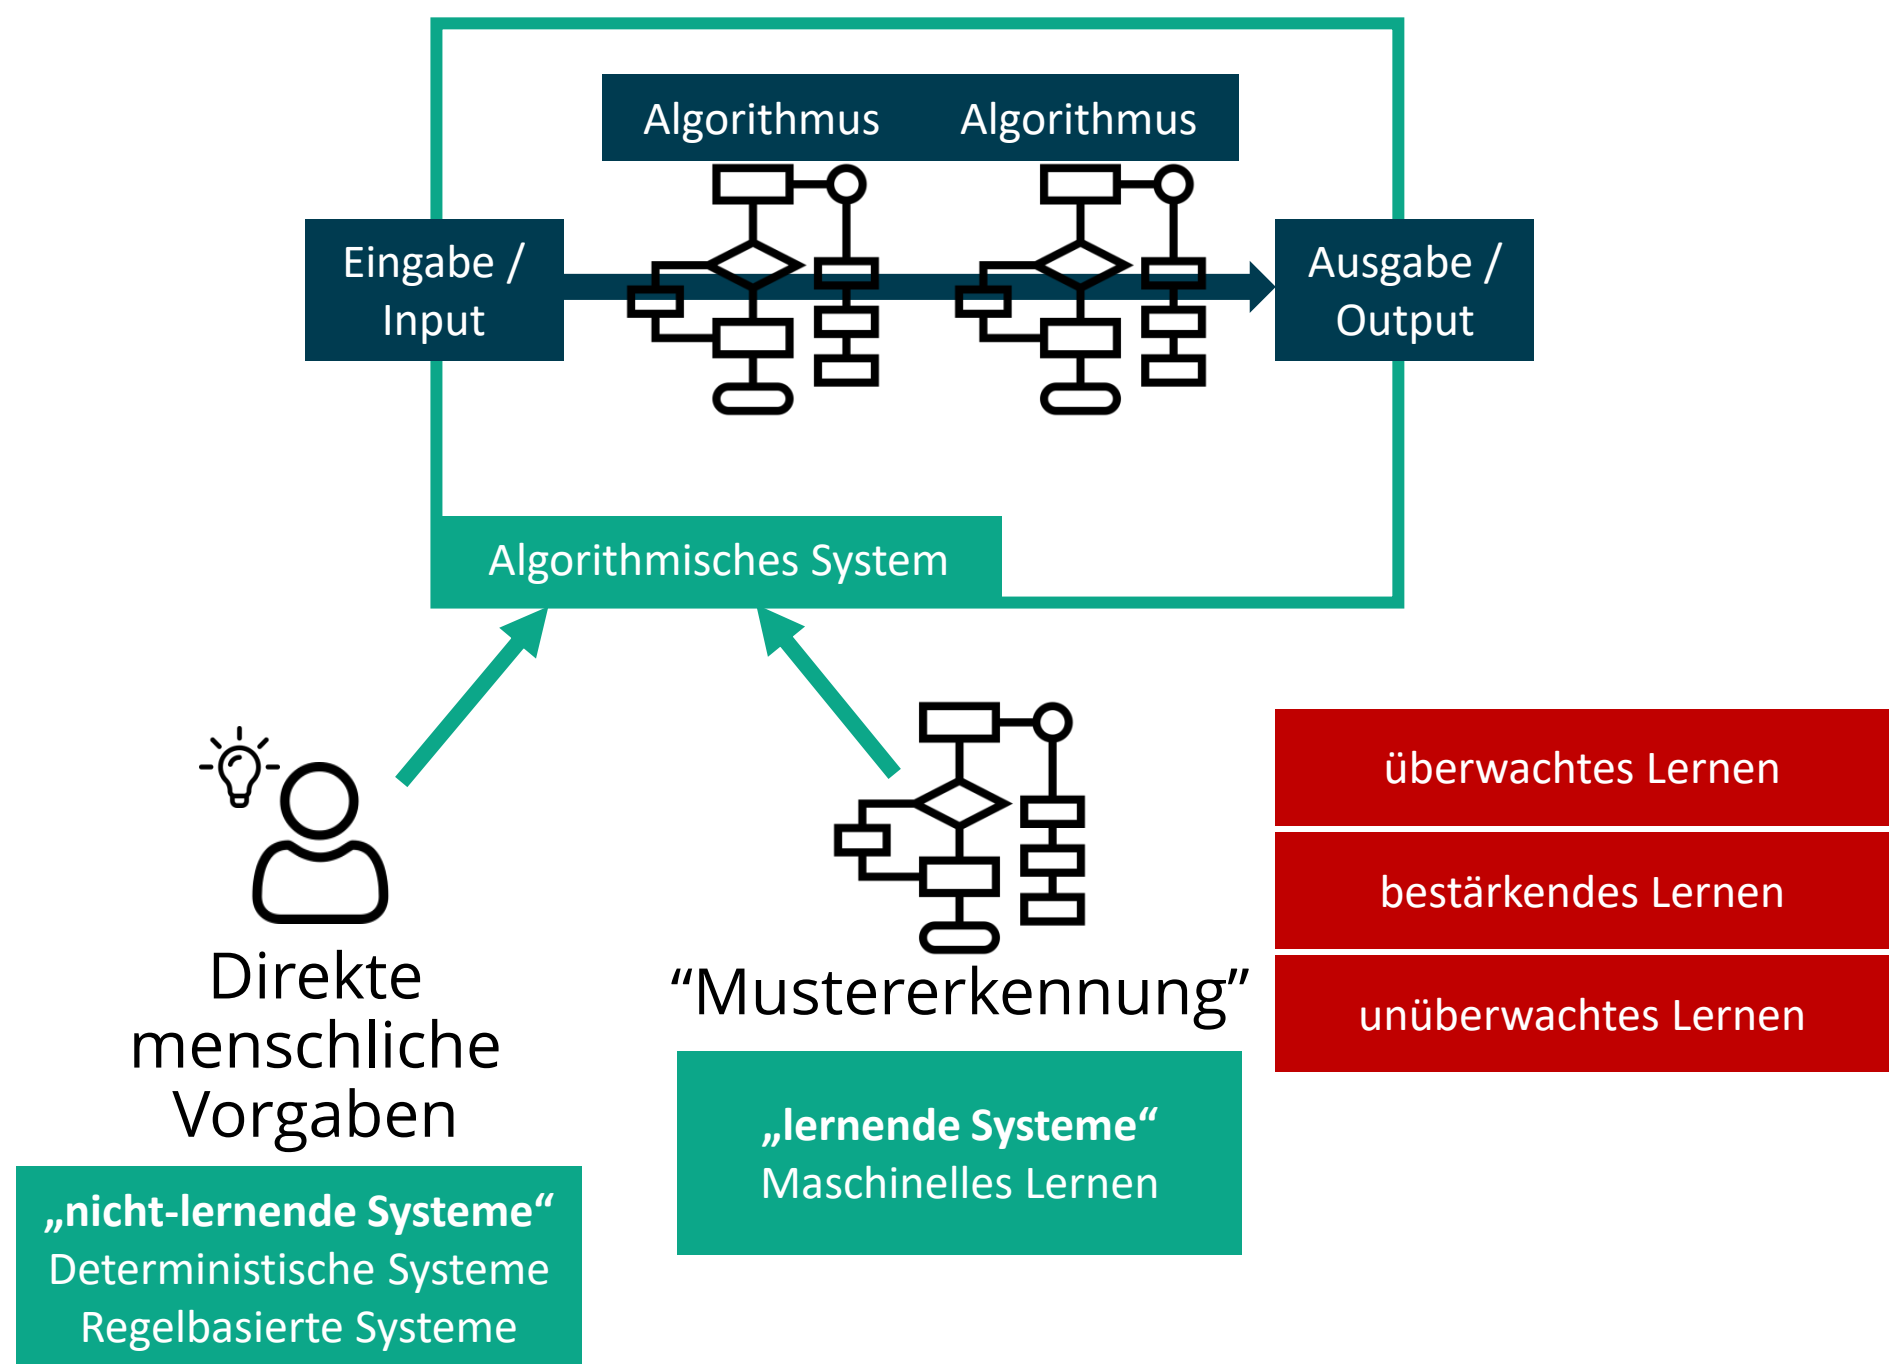 Algorithmus
Algorithmus
Eingabe /
Input
Ausgabe /
Output
Algorithmisches System
Direkte
menschliche
Vorgaben
„nicht-lernende Systeme“
Deterministische Systeme
Regelbasierte Systeme
“Mustererkennung”
„lernende Systeme“
Maschinelles Lernen
überwachtes Lernen
bestärkendes Lernen
unüberwachtes Lernen